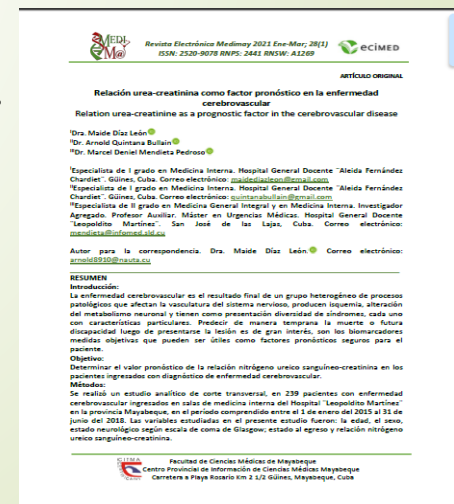 MEDI
M@
Revista Electrónica Medimay 2021 Ene-Mar; 28(1)
ISSN: 2520-9078 RNPS: 2441 RNSW: A1269
ecimed
ARTÍCULO ORIGINAL
Relación urea-creatinina como factor pronóstico en la enfermedad
cerebrovascular
Relation urea-creatinine as a prognostic factor in the cerebrovascular disease
IDra. Maide Díaz León
IIDr. Arnold Quintana Bullaín
IIIDr. Marcel Deniel Mendieta Pedroso
IEspecialista de I grado en Medicina Interna. Hospital General Docente "Aleida Fernández
Chardiet". Güines, Cuba. Correo electrónico: maidediazleon@email.com
IIEspecialista de I grado en Medicina Interna. Hospital General Docente "Aleida Fernández
Chardiet". Güines, Cuba. Correo electrónico: quintanabullain@gmail.com
IIIEspecialista de II grado en Medicina General Integral y en Medicina Interna. Investigador
Agregado. Profesor Auxiliar. Máster en Urgencias Médicas. Hospital General Docente
"Leopoldito Martínez". San José de las Lajas, Cuba. Correo electrónico:
mendieta@infomed.sld.cu
Autor para la correspondencia. Dra. Maide Díaz León. Correo electrónico:
arnold8910@nauta.cu
RESUMEN
Introducción:
La enfermedad cerebrovascular es el resultado final de un grupo heterogéneo de procesos
patológicos que afectan la vasculatura del sistema nervioso, producen isquemia, alteración
del metabolismo neuronal y tienen como presentación diversidad de síndromes, cada uno
con características particulares. Predecir de manera temprana la muerte o futura
discapacidad luego de presentarse la lesión es de gran interés, son los biomarcadores
medidas objetivas que pueden ser útiles como factores pronósticos seguros para el
paciente.
Objetivo:
Determinar el valor pronóstico de la relación nitrógeno ureico sanguíneo-creatinina en los
pacientes ingresados con diagnóstico de enfermedad cerebrovascular.
Métodos:
Se realizó un estudio analítico de corte transversal, en 239 pacientes con enfermedad
cerebrovascular ingresados en salas de medicina interna del Hospital "Leopoldito Martínez"
en la provincia Mayabeque, en el período comprendido entre el 1 de enero del 2015 al 31 de
junio del 2018. Las variables estudiadas en el presente estudio fueron: la edad, el sexo,
estado neurológico según escala de coma de Glasgow; estado al egreso y relación nitrógeno
ureico sanguíneo-creatinina.
CITMA
Facultad de Ciencias Médicas de Mayabeque
Centro Provincial de Información de Ciencias Médicas Mayabeque
Carretera a Playa Rosario Km 2 1/2 Güines, Mayabeque, Cuba